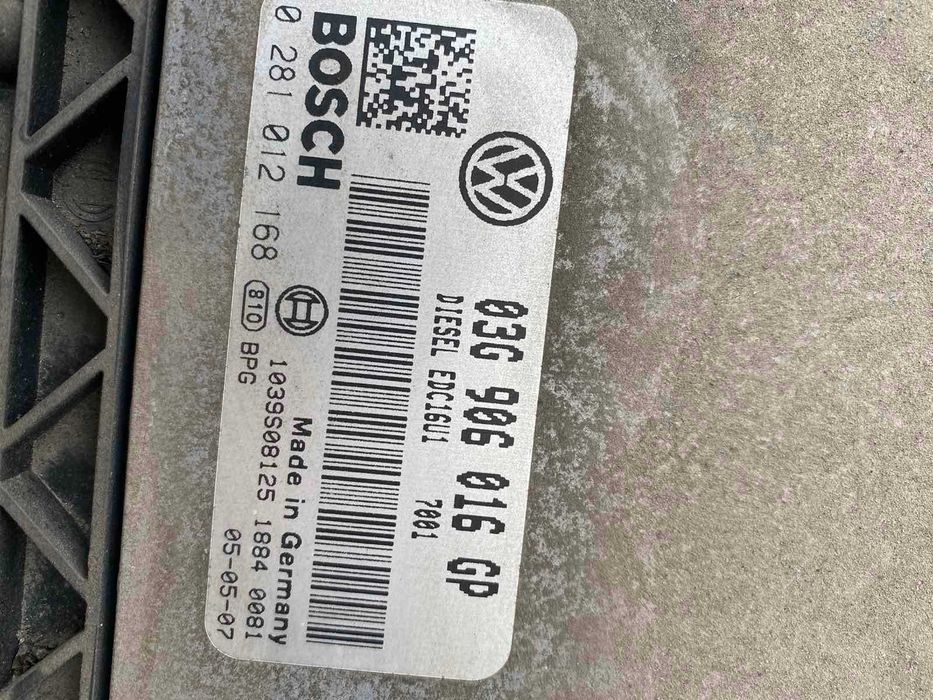 03G 906 016 GP
DIESEL EDC16U1 7001
BOSCH
Made in Germany
0 281 012 168
1039S08125 1884 0081
810 BPG
05-05-07